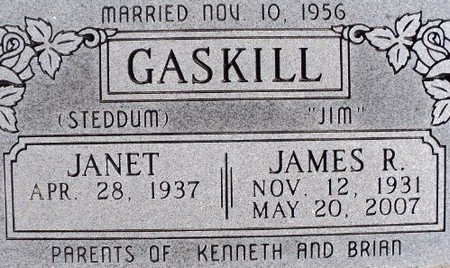 MARRIED NOV. 10, 1956
GASKILL
(STEDDUM) "JIM"
JANET JAMES R.
APR. 28, 1937 NOV. 12, 1931
MAY 20, 2007
PARENTS OF KENNETH AND BRIAN